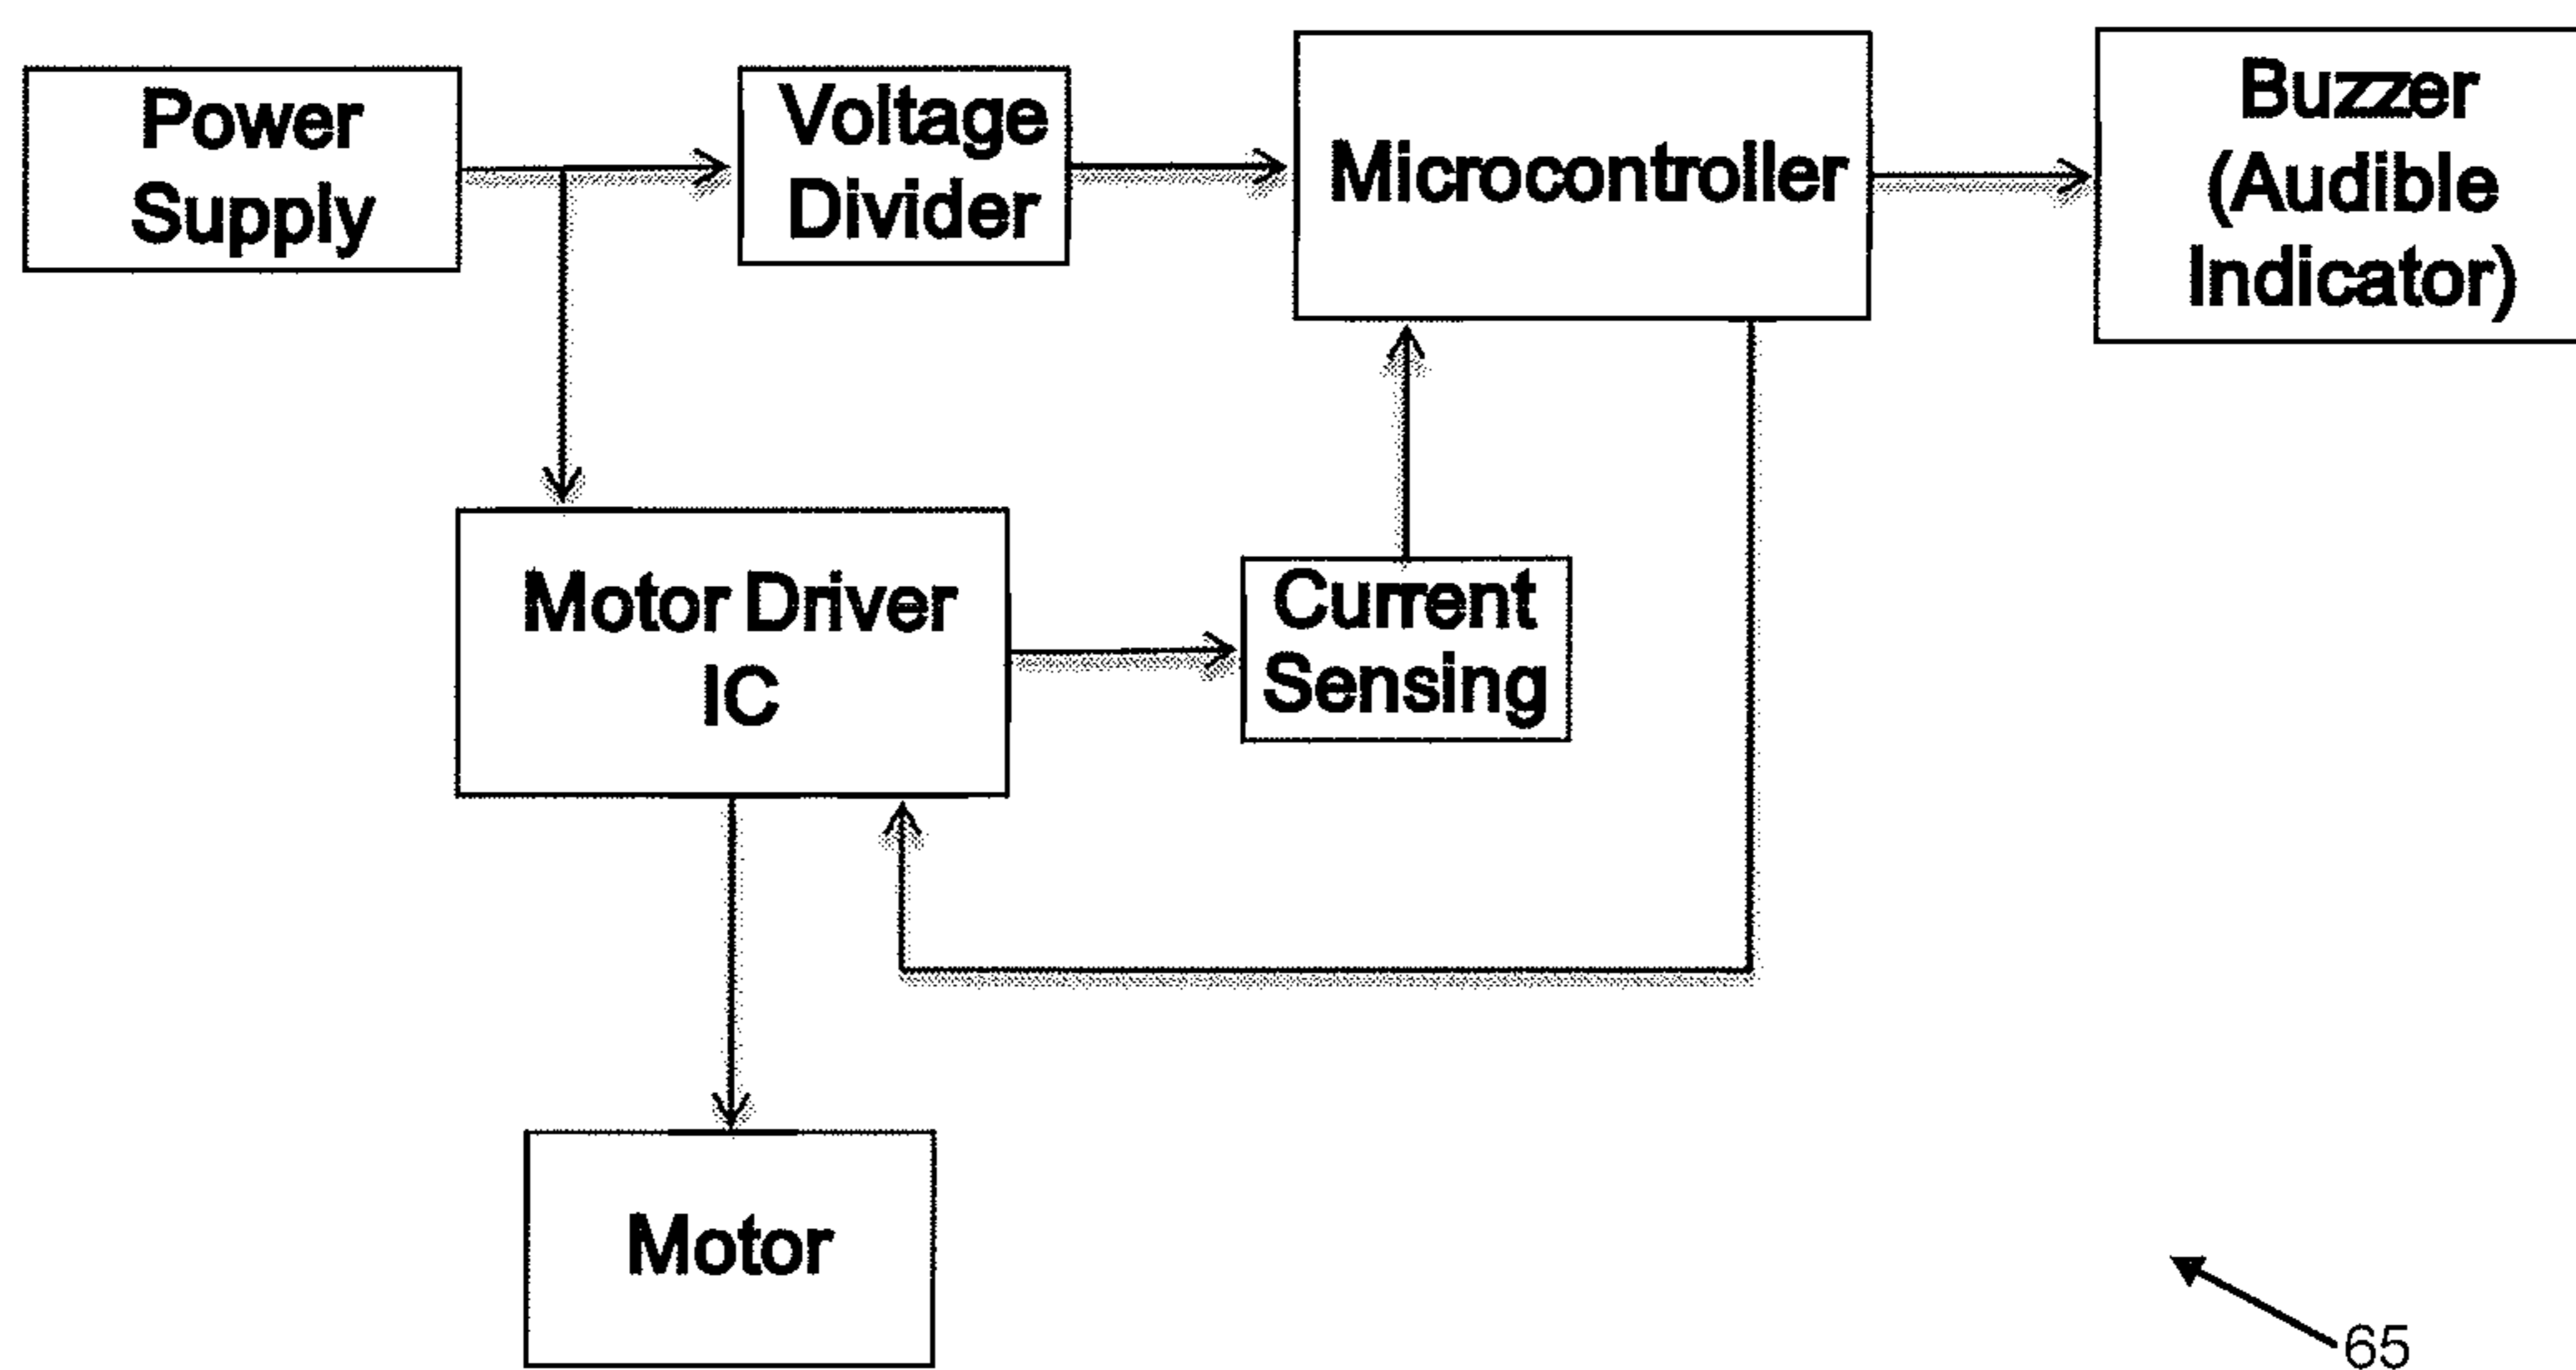 Power
Supply
Voltage
Divider
Microcontroller
Buzzer
(Audible
Indicator)
Motor Driver
IC
Current
Sensing
Motor
65